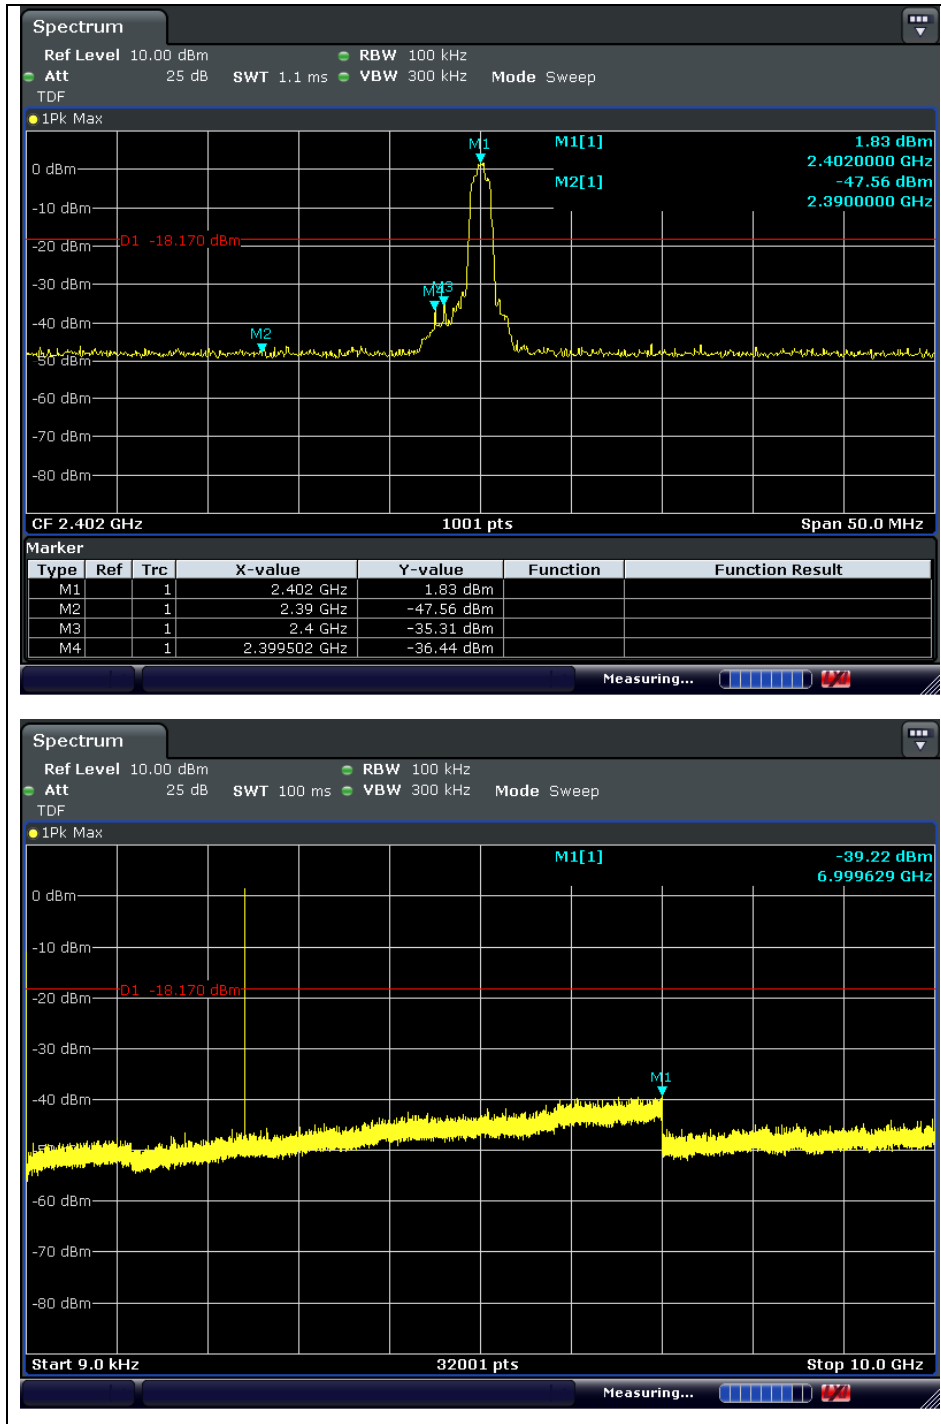 Spectrum
Ref Level 10.00 dBm RBW 100 kHz
Att 25 dB SWT 1.1 ms VBW 300 kHz Mode Sweep
TDF
1Pk Max
M1[1] 1.83 dBm
2.4020000 GHz
M2[1] -47.56 dBm
2.3900000 GHz
M1
0 dBm
-10 dBm
D1 -18.170 dBm
-20 dBm
-30 dBm
M3
-40 dBm
M2
-50 dBm
-60 dBm
-70 dBm
-80 dBm
CF 2.402 GHz 1001 pts Span 50.0 MHz
Marker
Type Ref Trc X-value Y-value Function Function Result
M1 1 2.402 GHz 1.83 dBm
M2 1 2.39 GHz -47.56 dBm
M3 1 2.4 GHz -35.31 dBm
M4 1 2.399502 GHz -36.44 dBm
Measuring...
Spectrum
Ref Level 10.00 dBm RBW 100 kHz
Att 25 dB SWT 100 ms VBW 300 kHz Mode Sweep
TDF
1Pk Max
M1[1] -39.22 dBm
6.999629 GHz
0 dBm
-10 dBm
D1 -18.170 dBm
-20 dBm
-30 dBm
M1
-40 dBm
-60 dBm
-70 dBm
-80 dBm
Start 9.0 kHz 32001 pts Stop 10.0 GHz
Measuring...